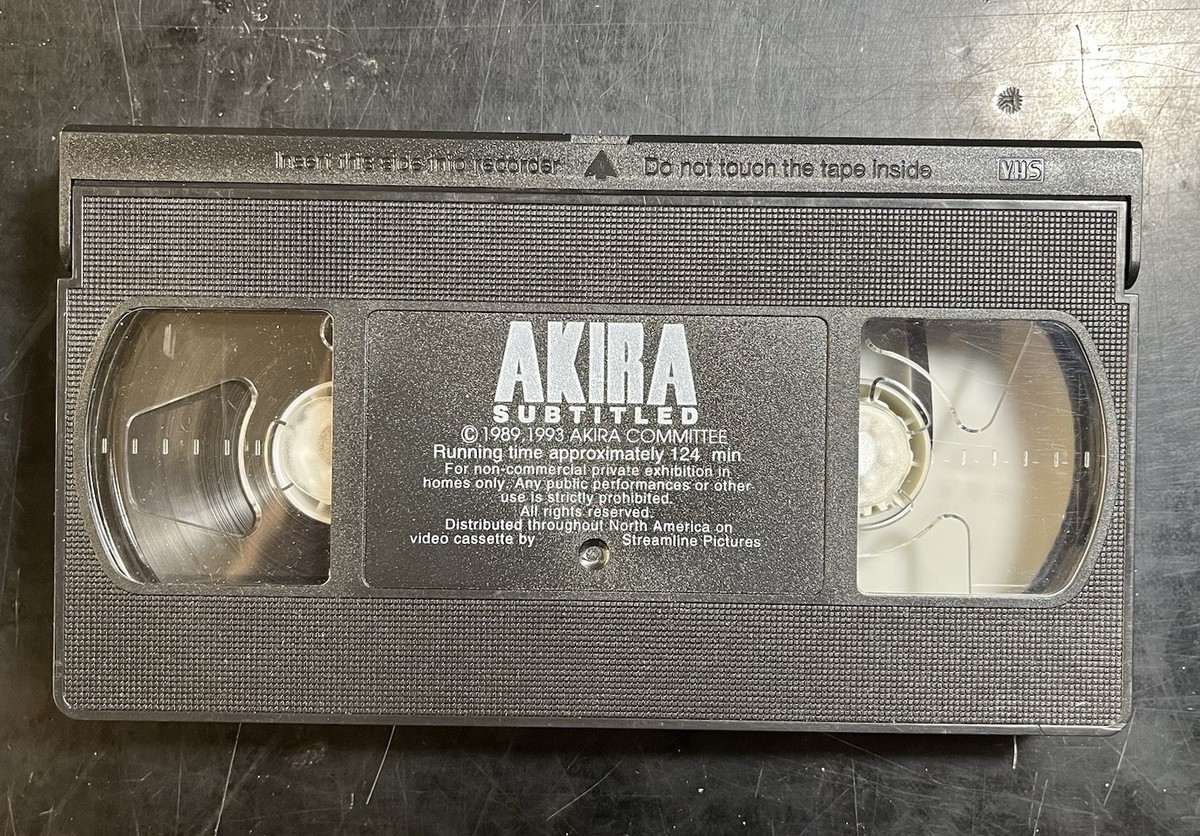 Insert this side into recorder ▲ Do not touch the tape inside VHS
AKIRA
SUBTITLED
© 1989,1993 AKIRA COMMITTEE
Running time approximately 124 min.
For non-commercial private exhibition in
homes only. Any public performances or other
use is strictly prohibited.
All rights reserved.
Distributed throughout North America on
video cassette by Streamline Pictures